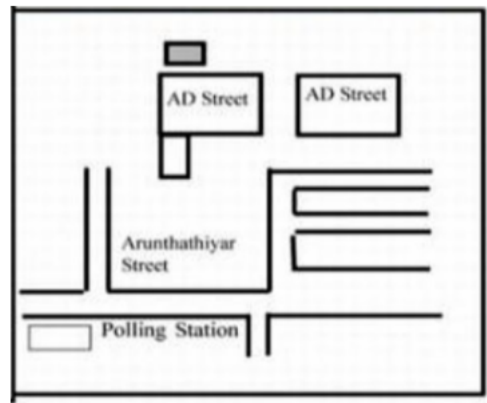 AD Street
AD Street
Arunthathiyar
Street
Polling Station